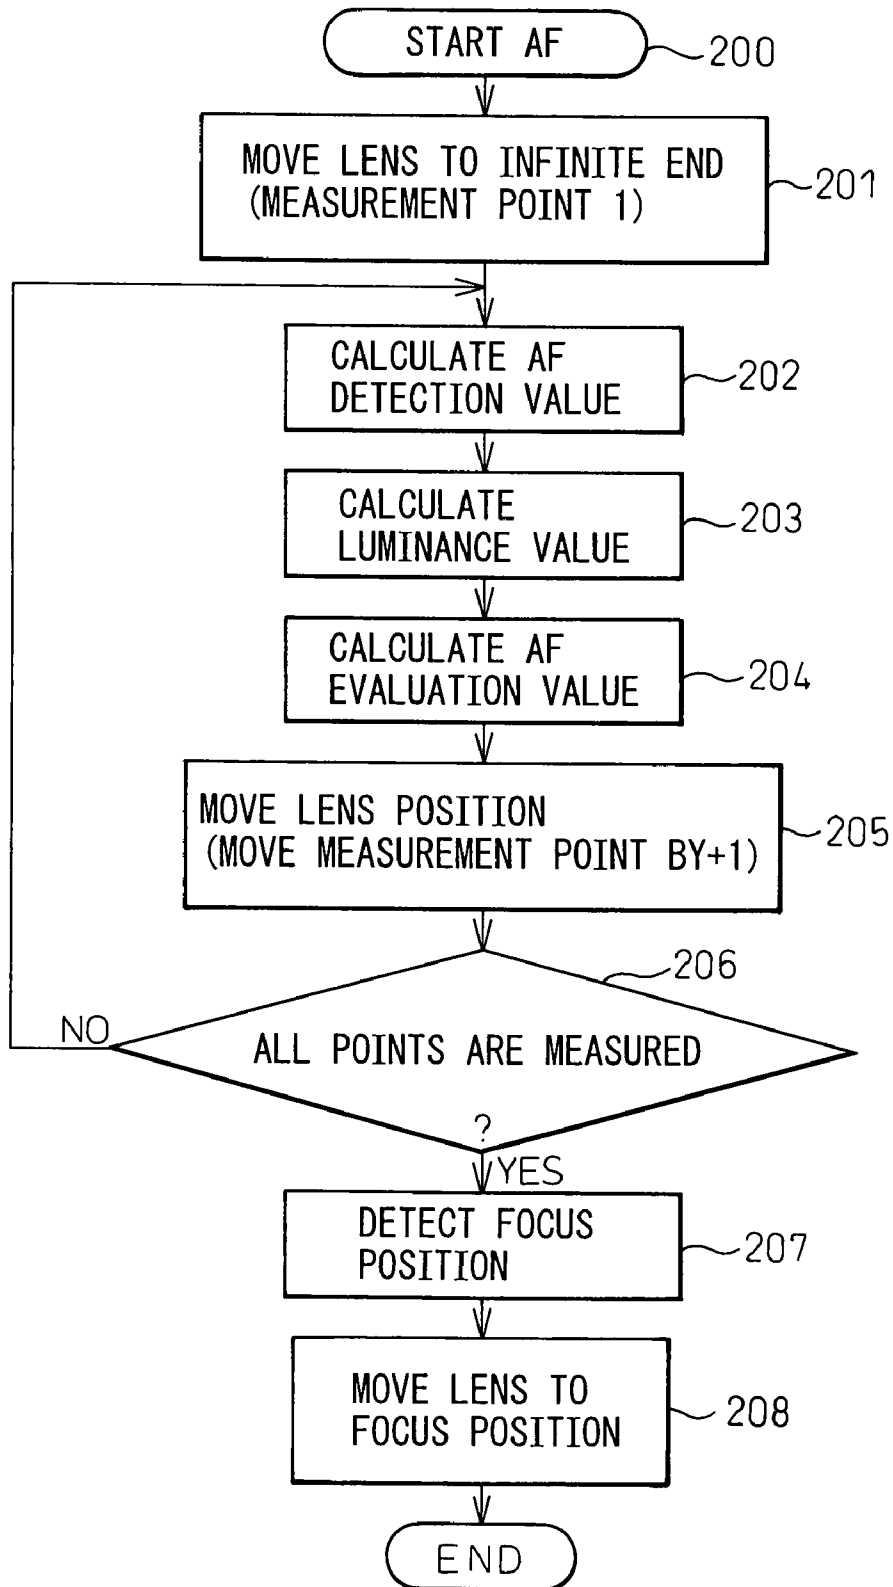 START AF
200
MOVE LENS TO INFINITE END
(MEASUREMENT POINT 1)
201
CALCULATE AF
DETECTION VALUE
202
CALCULATE
LUMINANCE VALUE
203
CALCULATE AF
EVALUATION VALUE
204
MOVE LENS POSITION
(MOVE MEASUREMENT POINT BY+1)
205
206
NO
ALL POINTS ARE MEASURED
?
YES
DETECT FOCUS
POSITION
207
MOVE LENS TO
FOCUS POSITION
208
END